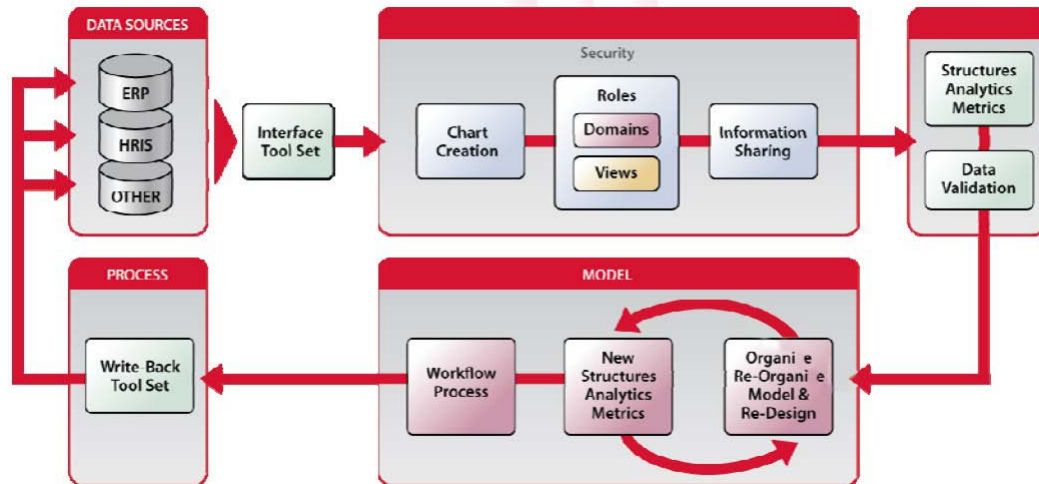 DATA SOURCES
ERP
HRIS
OTHER
Interface
Tool Set
Security
Chart
Creation
Roles
Domains
Views
Information
Sharing
Structures
Analytics
Metrics
Data
Validation
PROCESS
Write-Back
Tool Set
MODEL
Workflow
Process
New
Structures
Analytics
Metrics
Organi e
Re-Organi e
Model &
Re-Design